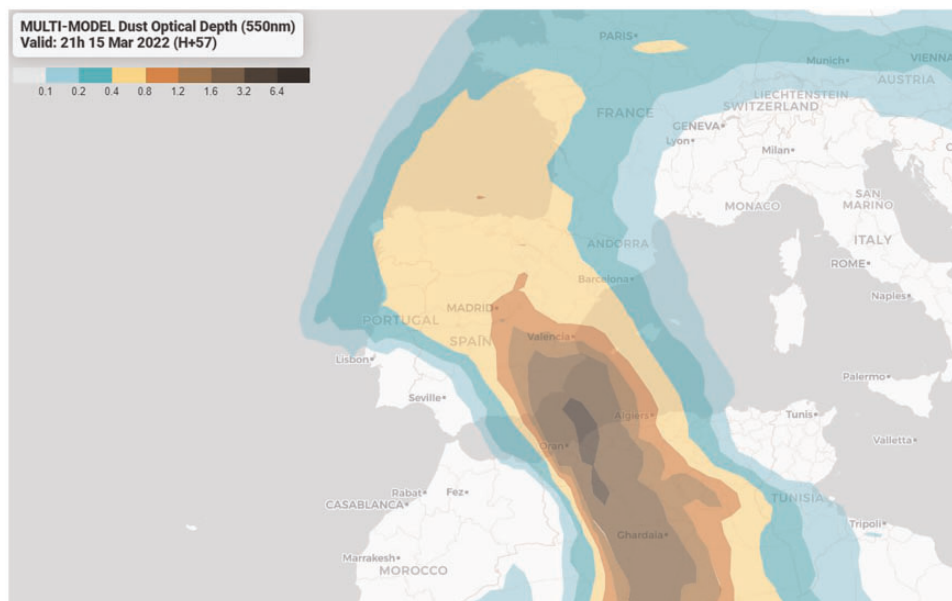 MULTI-MODEL Dust Optical Depth (550nm)
Valid: 21h 15 Mar 2022 (H+57)
0.1 0.2 0.4 0.8 1.2 1.6 3.2 6.4
PARIS
Munich
VIENNA
AUSTRIA
LIECHTENSTEIN
SWITZERLAND
FRANCE
GENEVA
Lyon
Milan
SAN
MARINO
MONACO
ITALY
ANDORRA
ROME
Barcelona
Naples
MADRID
PORTUGAL
SPAIN
Valencia
Lisbon
Palermo
Seville
Algiers
Tunis
Oran
Valletta
Rabat
Fez
CASABLANCA
TUNISIA
Tripoli
Ghardaia
Marrakesh
MOROCCO